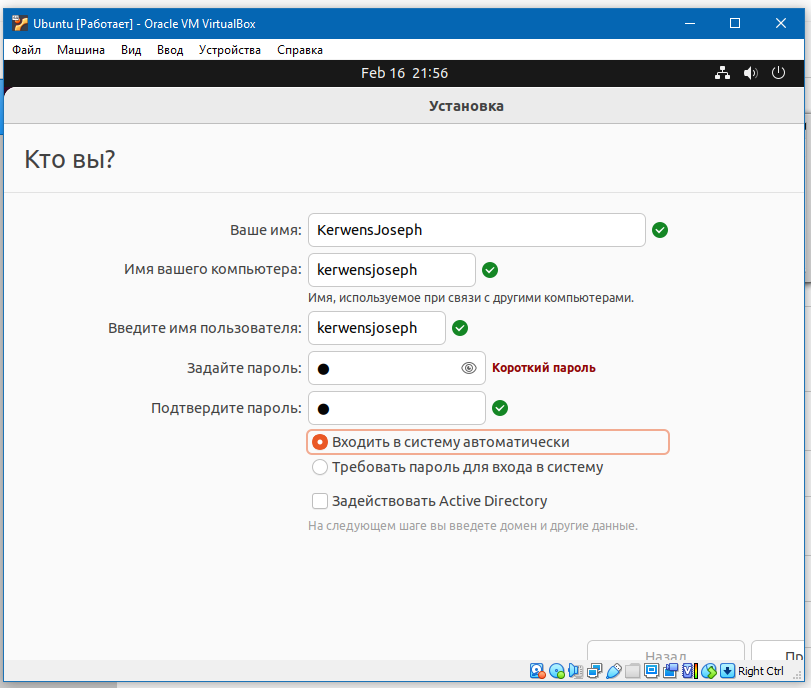 Ubuntu [Работает] - Oracle VM VirtualBox
Файл Машина Вид Ввод Устройства Справка
Feb 16 21:56
Установка
Кто вы?
Ваше имя: KerwensJoseph
Имя вашего компьютера: kerwensjoseph
Имя, используемое при связи с другими компьютерами.
Введите имя пользователя: kerwensjoseph
Задайте пароль: Короткий пароль
Подтвердите пароль:
Входить в систему автоматически
Требовать пароль для входа в систему
Задействовать Active Directory
На следующем шаге вы введете домен и другие данные.
Назад Пр
Right Ctrl